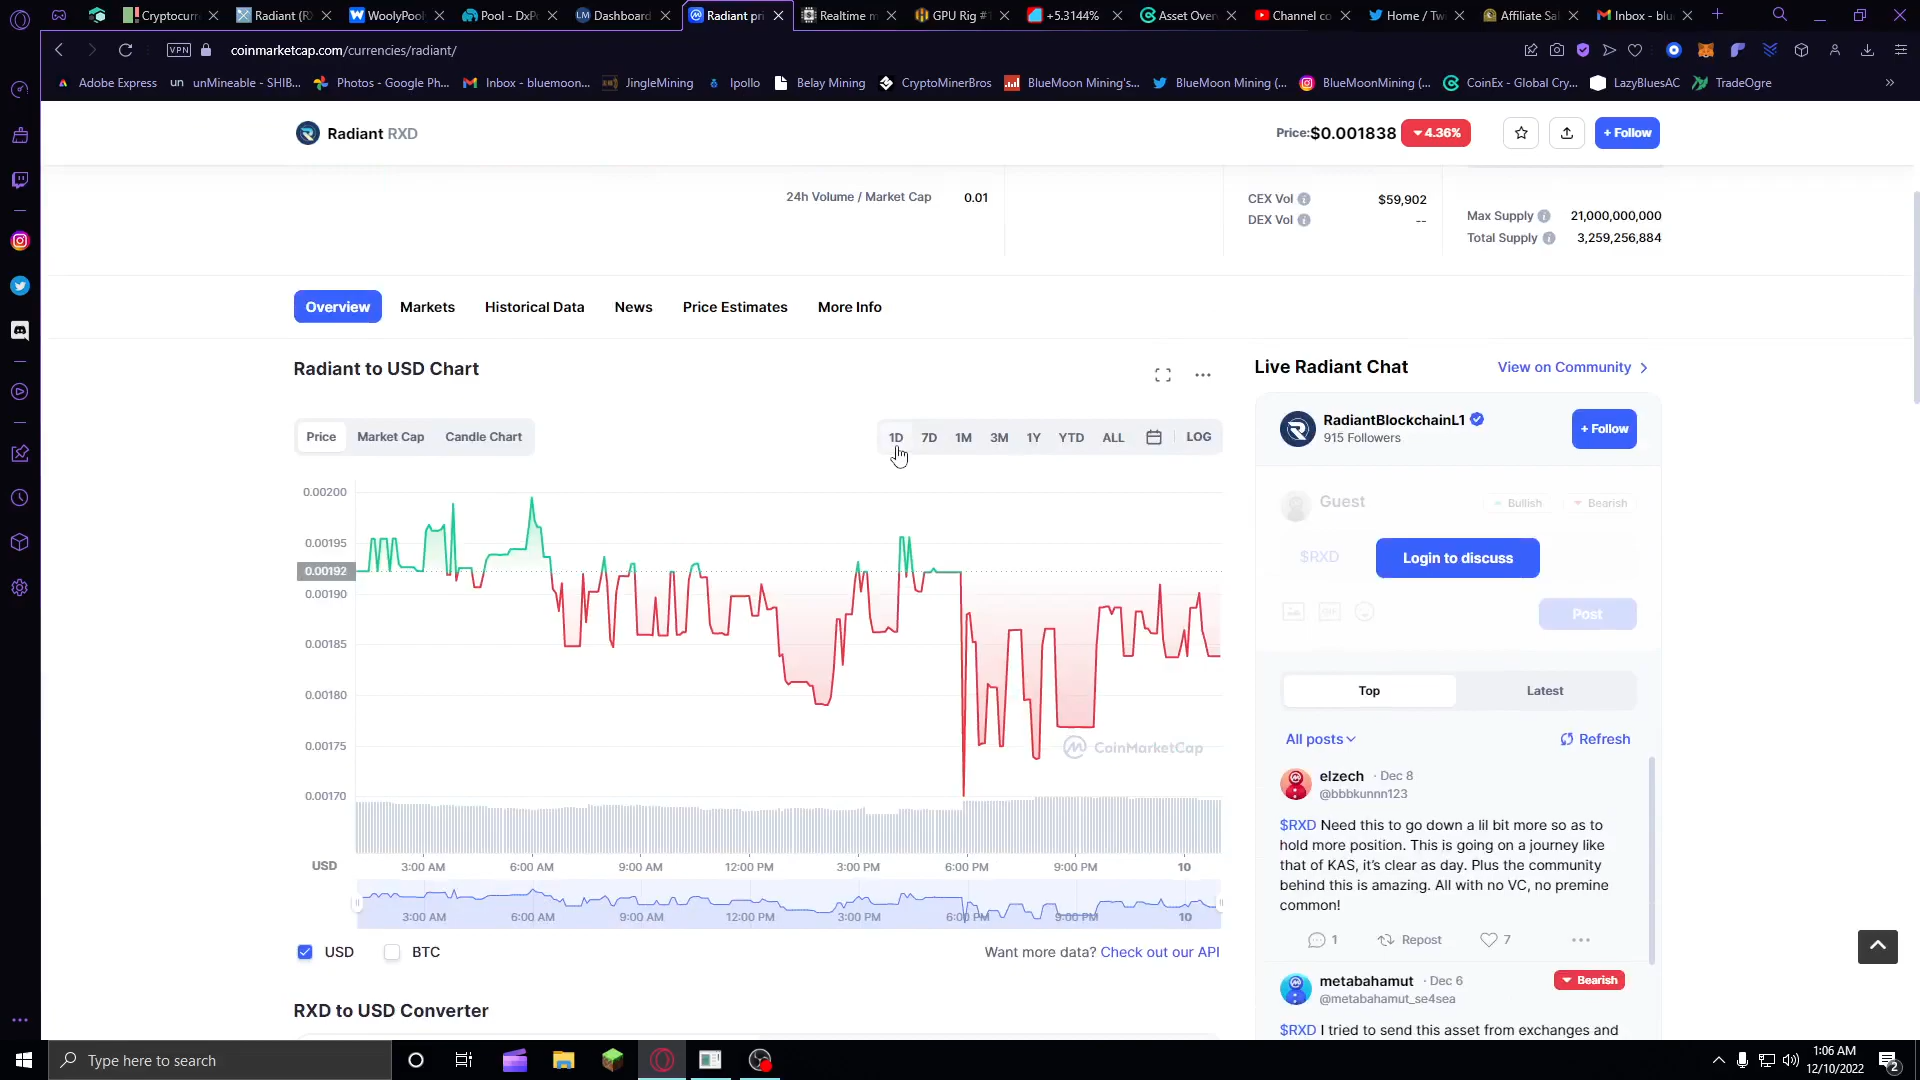 Cryptocurr
Radiant (R
WoolyPool
Pool - DxP
Dashboard
Radiant pri
Realtime m
GPU Rig #
+5.3144%
Asset Over
Channel co
Home / Tw
Affiliate Sa
Inbox - blu
VPN
coinmarketcap.com/currencies/radiant/
Adobe Express
unMineable - SHIB...
Photos - Google Ph...
Inbox - bluemoon...
JingleMining
Ipollo
Belay Mining
CryptoMinerBros
BlueMoon Mining's...
BlueMoon Mining (...
BlueMoonMining (...
CoinEx - Global Cry...
LazyBluesAC
TradeOgre
Radiant RXD
Price:$0.001838
4.36%
+ Follow
24h Volume / Market Cap 0.01
CEX Vol $59,902
DEX Vol --
Max Supply 21,000,000,000
Total Supply 3,259,256,884
Overview Markets Historical Data News Price Estimates More Info
Radiant to USD Chart
Price Market Cap Candle Chart
1D 7D 1M 3M 1Y YTD ALL LOG
0.00200
0.00195
0.00192
0.00190
0.00185
0.00180
0.00175
0.00170
CoinMarketCap
USD
3:00 AM 6:00 AM 9:00 AM 12:00 PM 3:00 PM 6:00 PM 9:00 PM 10
3:00 AM 6:00 AM 9:00 AM 12:00 PM 3:00 PM 6:00 PM 9:00 PM 10
USD BTC
Want more data? Check out our API
RXD to USD Converter
Live Radiant Chat
View on Community
RadiantBlockchainL1
915 Followers
+ Follow
Guest
Bullish
Bearish
$RXD
Login to discuss
GIF
Post
Top Latest
All posts
Refresh
elzech · Dec 8
@bbbkunnn123
$RXD Need this to go down a lil bit more so as to
hold more position. This is going on a journey like
that of KAS, it's clear as day. Plus the community
behind this is amazing. All with no VC, no premine
common!
1 Repost 7
metabahamut · Dec 6
Bearish
@metabahamut_se4sea
$RXD I tried to send this asset from exchanges and
Type here to search
1:06 AM
12/10/2022
2